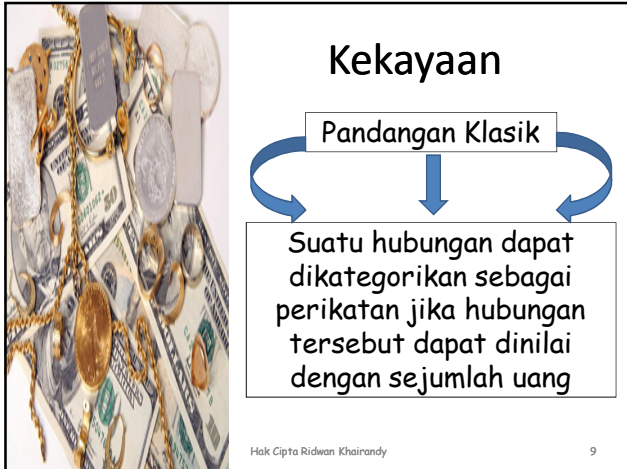 Kekayaan
Pandangan Klasik
Suatu hubungan dapat
dikategorikan sebagai
perikatan jika hubungan
tersebut dapat dinilai
dengan sejumlah uang
Hak Cipta Ridwan Khairandy
9